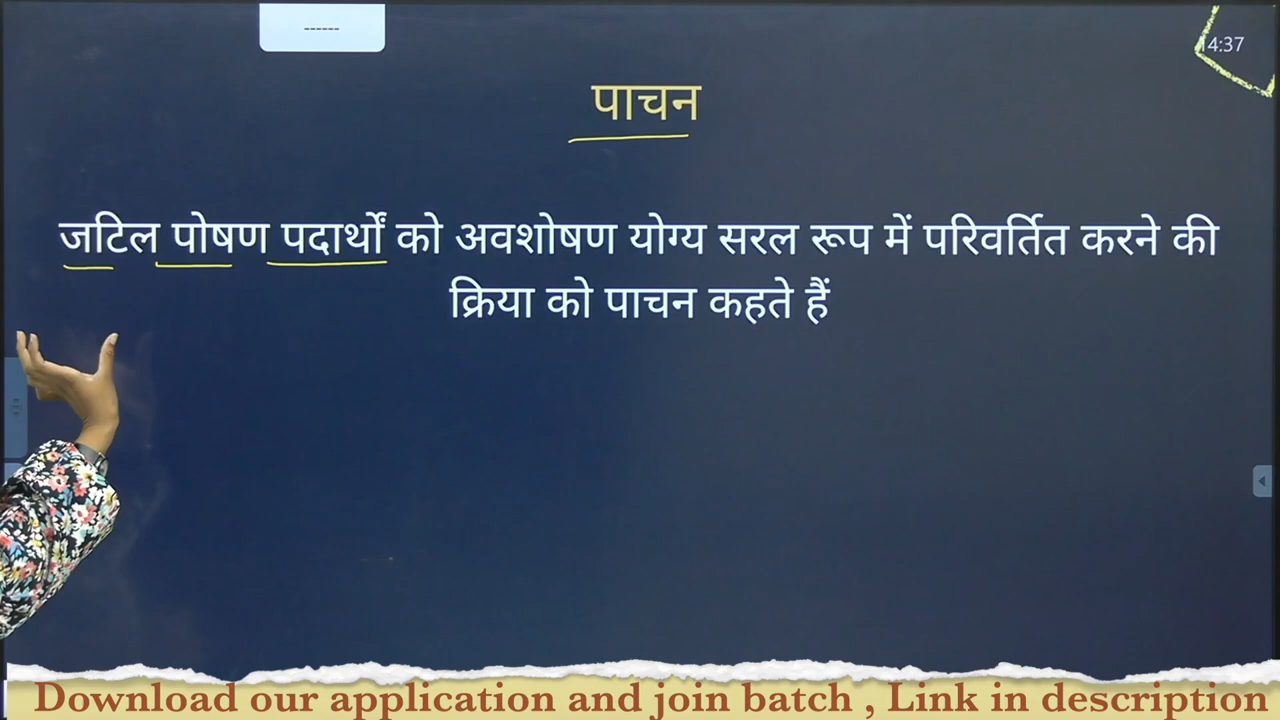 ------
4:37
पाचन
जटिल पोषण पदार्थों को अवशोषण योग्य सरल रूप में परिवर्तित करने की
क्रिया को पाचन कहते हैं
Download our application and join batch , Link in description